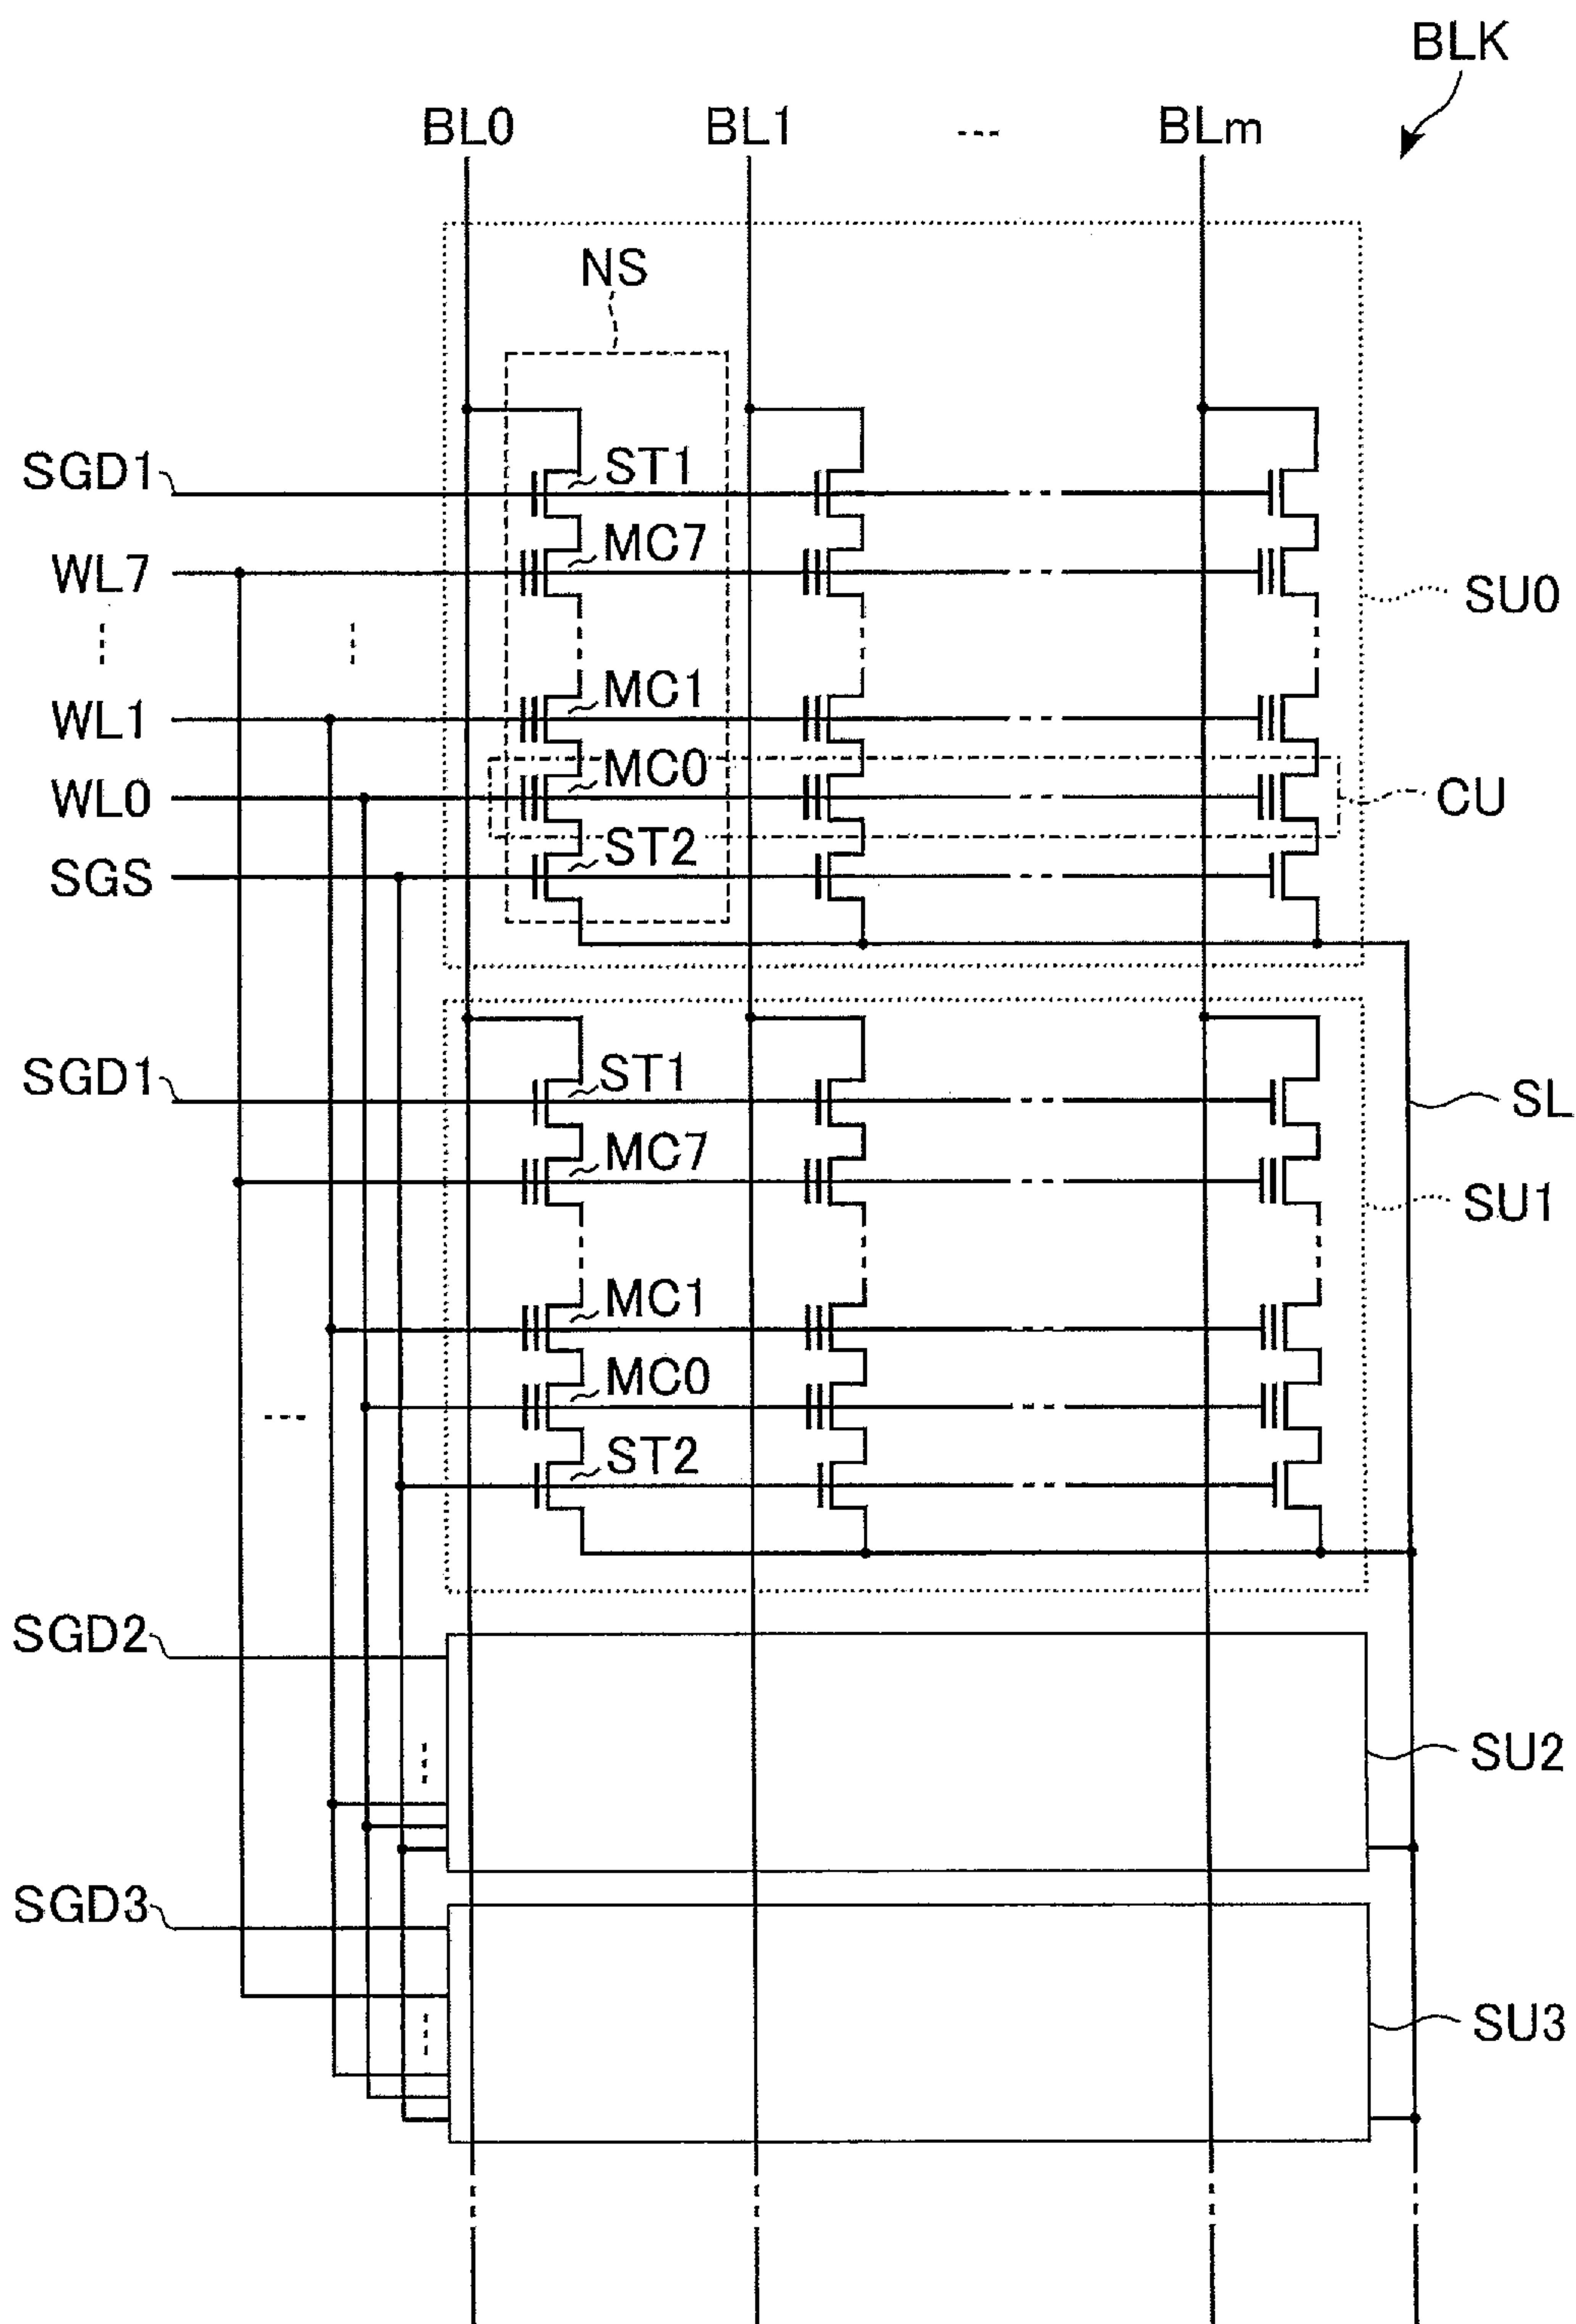 BLK
BL0 BL1 --- BLm
NS
SGD1 ST1
WL7 MC7
SU0
WL1 MC1
WL0 MC0 CU
SGS ST2
SGD1 ST1 SL
MC7
SU1
MC1
MC0
ST2
SGD2
SU2
SGD3
SU3